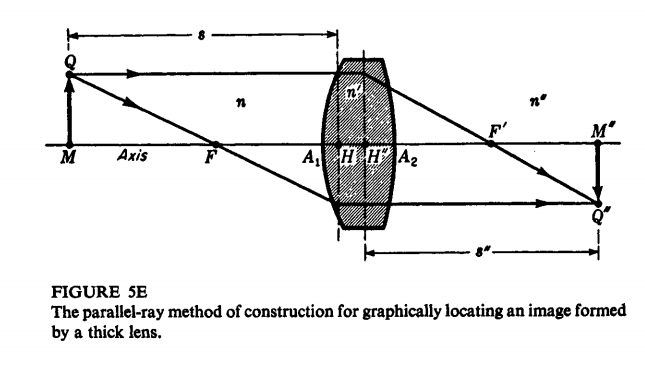 s
Q
n
n'
n"
F'
M"
M
Axis
F
A1
H
H"
A2
Q"
s"
FIGURE 5E
The parallel-ray method of construction for graphically locating an image formed
by a thick lens.